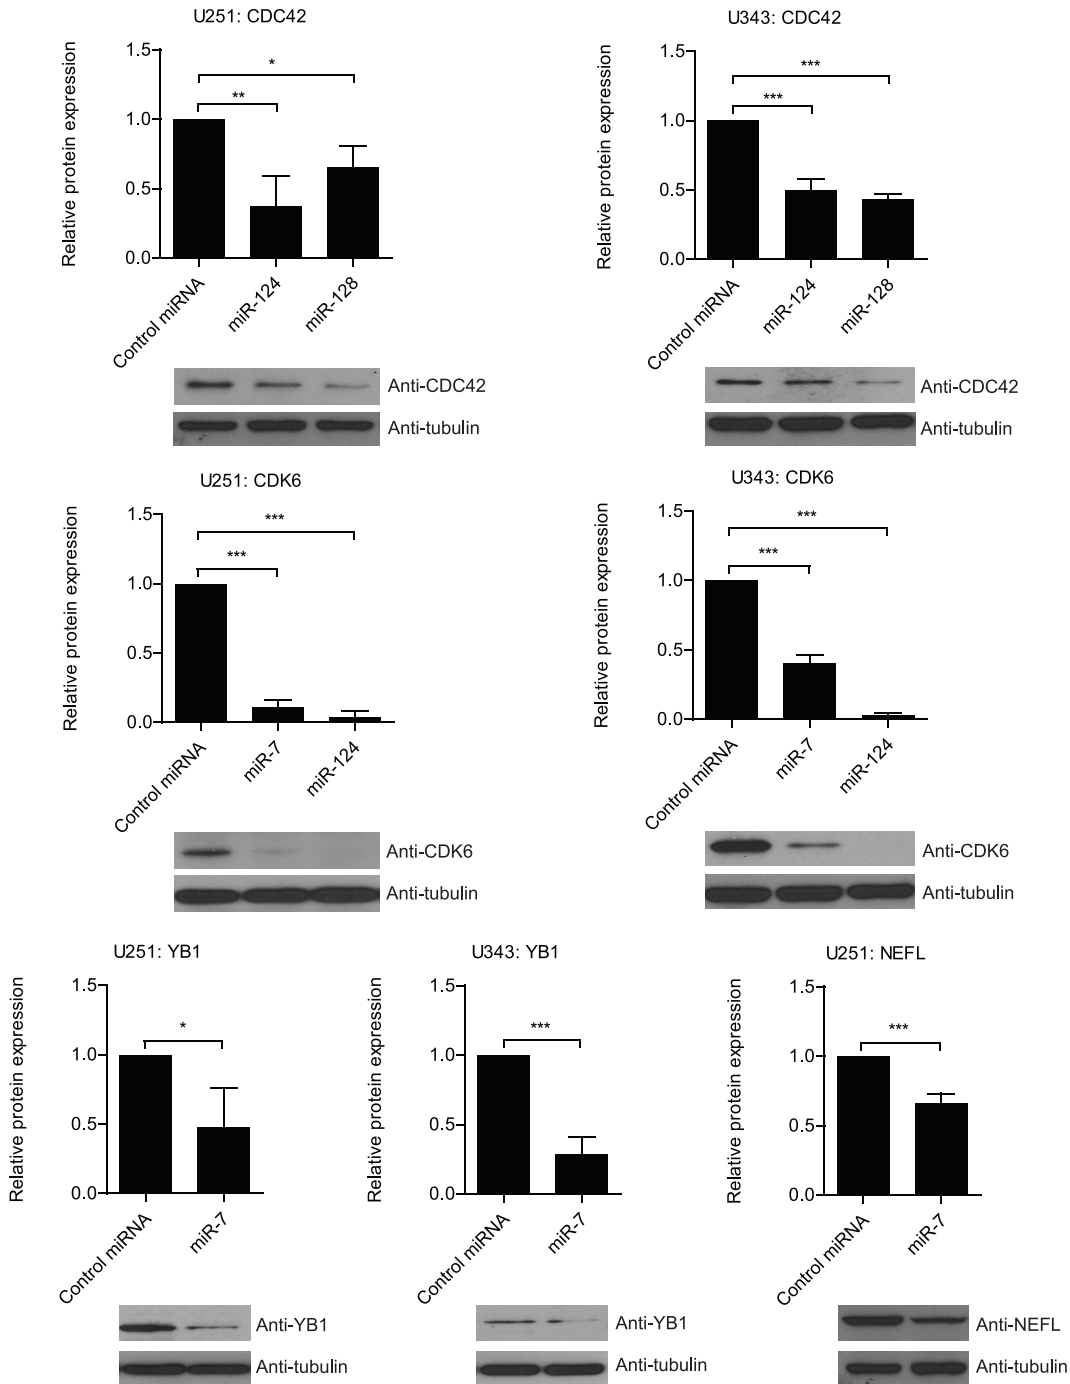 U251: CDC42
Relative protein expression
1.5
1.0
0.5
0.0
*
**
Control miRNA
miR-124
miR-128
Anti-CDC42
Anti-tubulin
U343: CDC42
Relative protein expression
1.5
1.0
0.5
0.0
***
***
Control miRNA
miR-124
miR-128
Anti-CDC42
Anti-tubulin
U251: CDK6
Relative protein expression
1.5
1.0
0.5
0.0
***
***
Control miRNA
miR-7
miR-124
Anti-CDK6
Anti-tubulin
U343: CDK6
Relative protein expression
1.5
1.0
0.5
0.0
***
***
Control miRNA
miR-7
miR-124
Anti-CDK6
Anti-tubulin
U251: YB1
Relative protein expression
1.5
1.0
0.5
0.0
*
Control miRNA
miR-7
Anti-YB1
Anti-tubulin
U343: YB1
Relative protein expression
1.5
1.0
0.5
0.0
***
Control miRNA
miR-7
Anti-YB1
Anti-tubulin
U251: NEFL
Relative protein expression
1.5
1.0
0.5
0.0
***
Control miRNA
miR-7
Anti-NEFL
Anti-tubulin